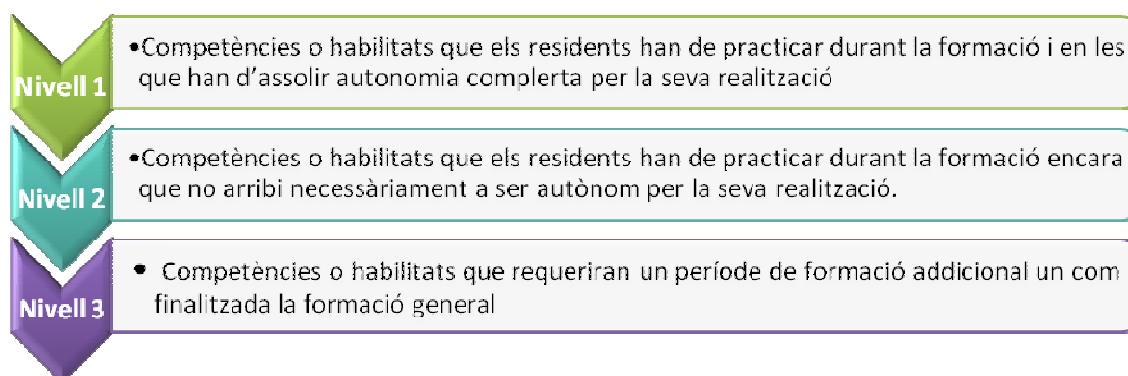 Nivell 1
•Competències o habilitats que els residents han de practicar durant la formació i en les
que han d'assolir autonomia complerta per la seva realització
Nivell 2
•Competències o habilitats que els residents han de practicar durant la formació encara
que no arribi necessàriament a ser autònom per la seva realització.
Nivell 3
• Competències o habilitats que requeriran un període de formació addicional un com
finalitzada la formació general